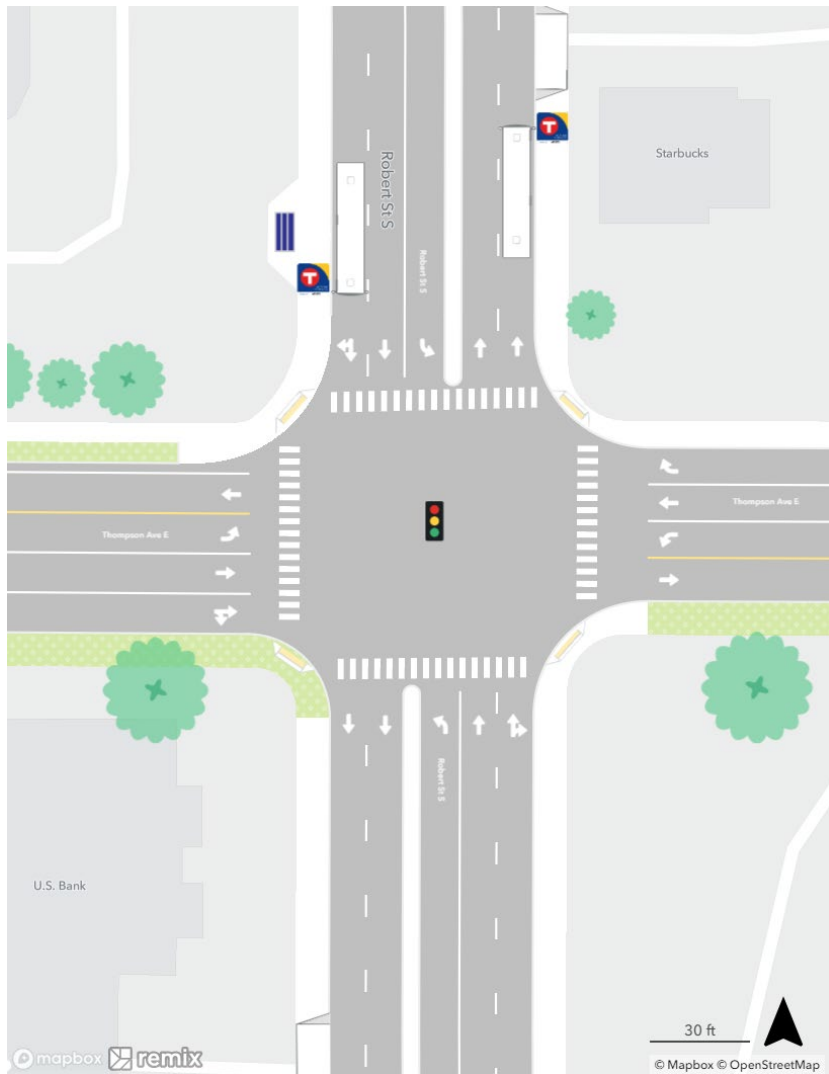 Robert St S
Starbucks
Robert St S
T
T
Thompson Ave E
Thompson Ave E
Robert St S
U.S. Bank
30 ft
mapbox remix
© Mapbox © OpenStreetMap